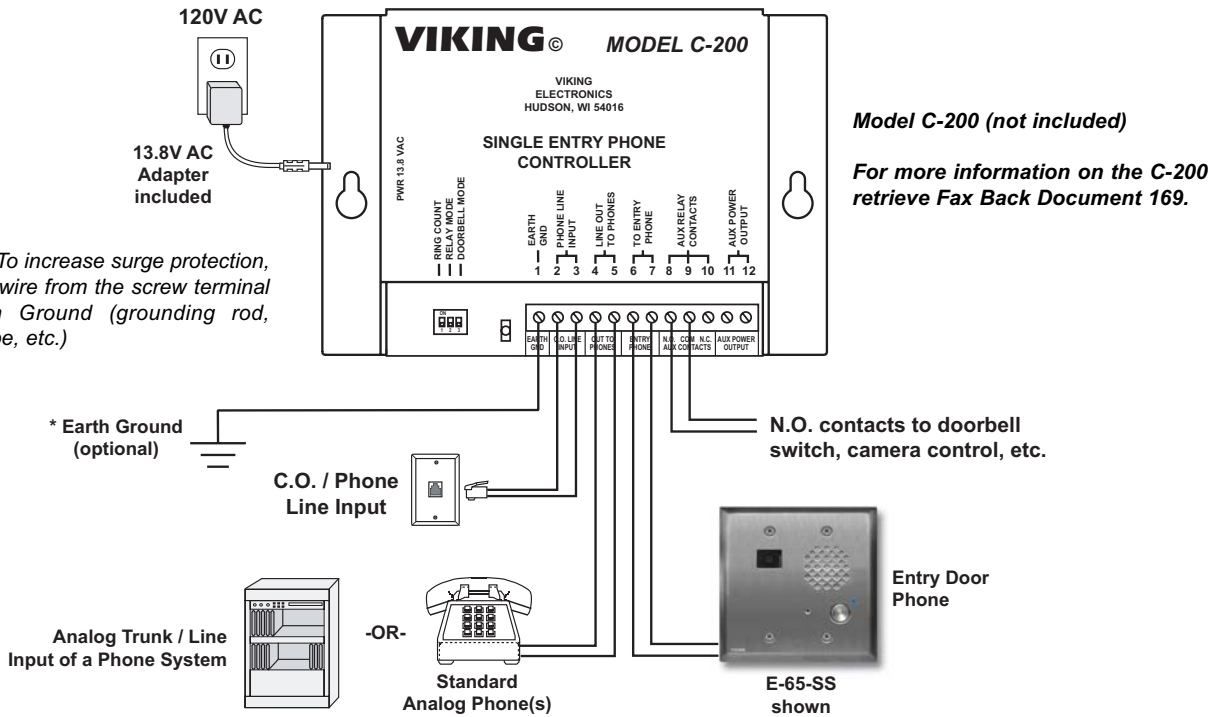 120V AC
13.8V AC
Adapter
included
To increase surge protection,
wire from the screw terminal
Ground (grounding rod,
etc.)
VIKING © MODEL C-200
VIKING
ELECTRONICS
HUDSON, WI 54016
SINGLE ENTRY PHONE
CONTROLLER
PWR 13.8 VAC
RING COUNT
RELAY MODE
DOORBELL MODE
EARTH
GND
PHONE LINE
INPUT
LINE OUT
TO PHONES
TO ENTRY
PHONE
AUX RELAY
CONTACTS
AUX POWER
OUTPUT
1 2 3 4 5 6 7 8 9 10 11 12
ON
1 2 3
EARTH
GND
C.O. LINE
INPUT
OUT TO
PHONES
ENTRY
PHONE
N.O. COM N.C.
AUX CONTACTS
AUX POWER
OUTPUT
Model C-200 (not included)
For more information on the C-200
retrieve Fax Back Document 169.
* Earth Ground
(optional)
C.O. / Phone
Line Input
N.O. contacts to doorbell
switch, camera control, etc.
Analog Trunk / Line
Input of a Phone System
-OR-
Standard
Analog Phone(s)
Entry Door
Phone
E-65-SS
shown